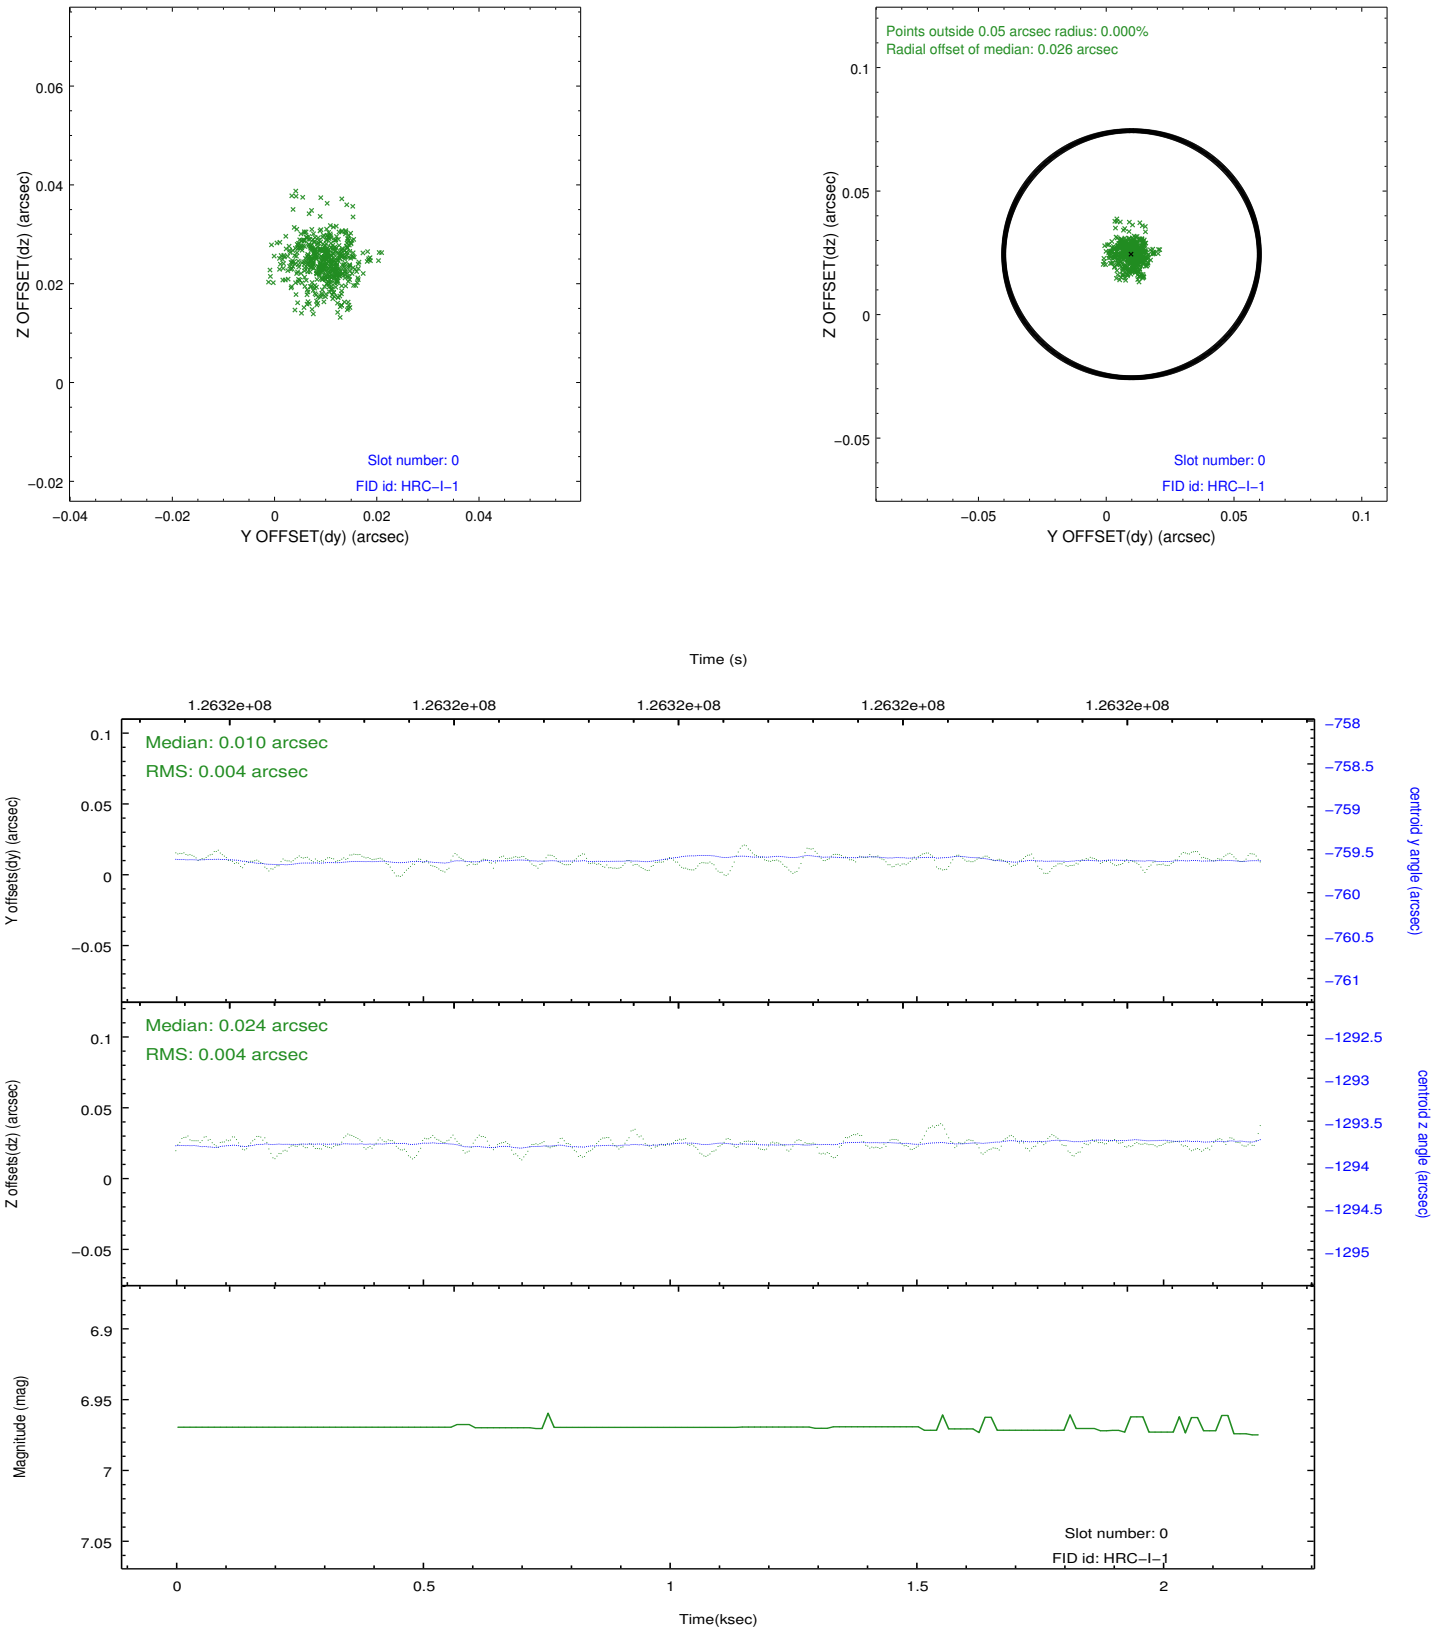 0.06
0.04
0.02
0
−0.02
Z OFFSET(dz) (arcsec)
Slot number: 0
FID id: HRC−I−1
−0.04 −0.02 0 0.02 0.04
Y OFFSET(dy) (arcsec)
Points outside 0.05 arcsec radius: 0.000%
Radial offset of median: 0.026 arcsec
0.1
0.05
0
−0.05
Z OFFSET(dz) (arcsec)
Slot number: 0
FID id: HRC−I−1
−0.05 0 0.05 0.1
Y OFFSET(dy) (arcsec)
Time (s)
1.2632e+08 1.2632e+08 1.2632e+08 1.2632e+08 1.2632e+08
Median: 0.010 arcsec
RMS: 0.004 arcsec
0.1
0.05
0
−0.05
Y offsets(dy) (arcsec)
−758
−758.5
−759
−759.5
−760
−760.5
−761
centroid y angle (arcsec)
Median: 0.024 arcsec
RMS: 0.004 arcsec
0.1
0.05
0
−0.05
Z offsets(dz) (arcsec)
−1292.5
−1293
−1293.5
−1294
−1294.5
−1295
centroid z angle (arcsec)
6.9
6.95
7
7.05
Magnitude (mag)
Slot number: 0
FID id: HRC−I−1
0 0.5 1 1.5 2
Time(ksec)